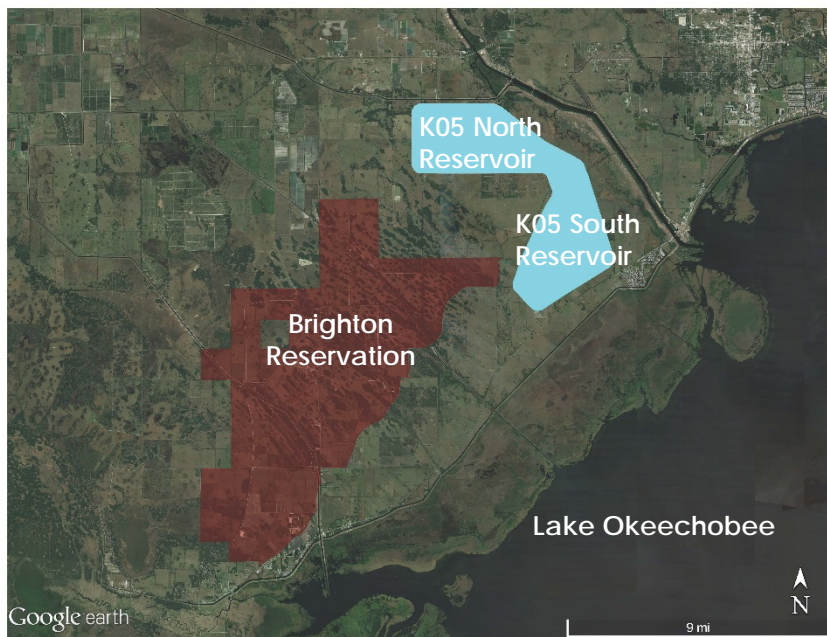 K05 North
Reservoir
K05 South
Reservoir
Brighton
Reservation
Lake Okeechobee
N
Google earth
9 mi